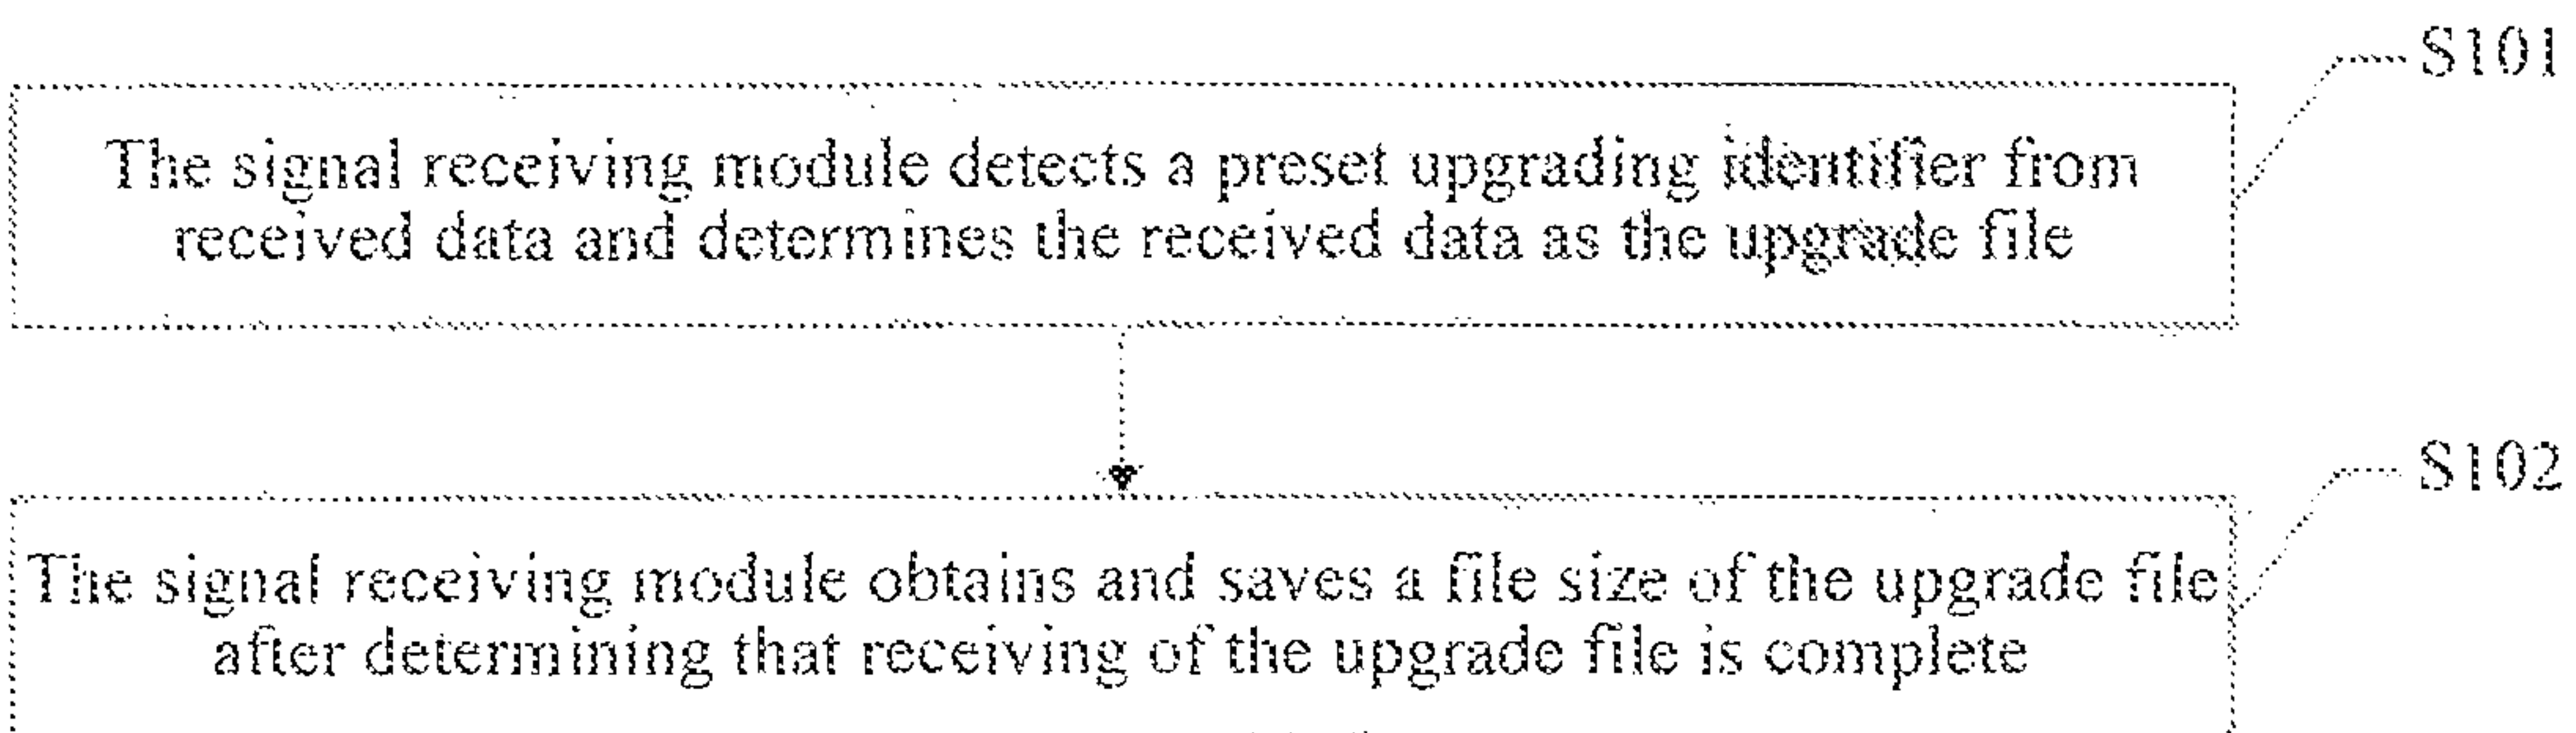 S101
The signal receiving module detects a preset upgrading identifier from
received data and determines the received data as the upgrade file
S102
The signal receiving module obtains and saves a file size of the upgrade file
after determining that receiving of the upgrade file is complete